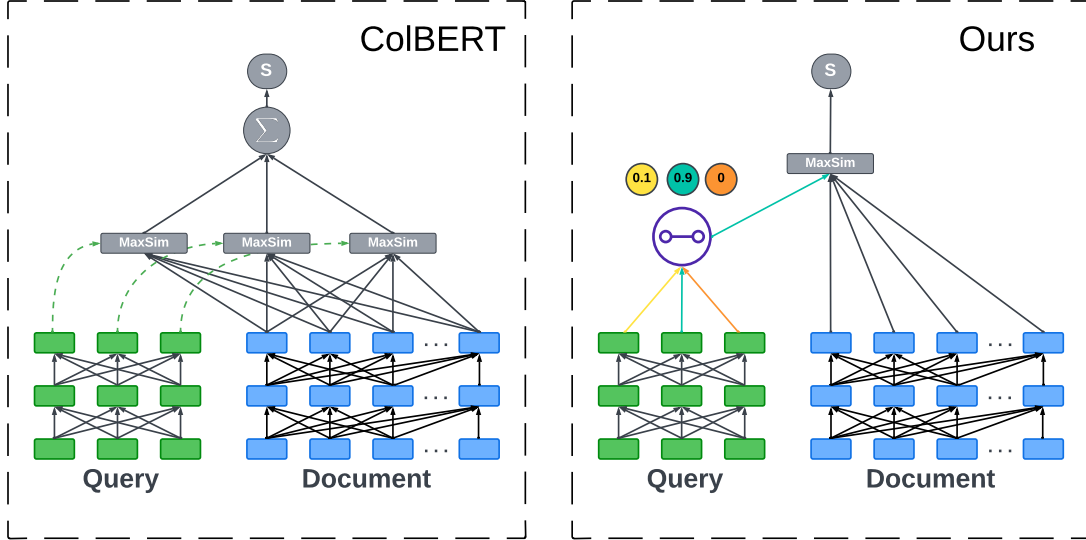 ColBERT
S
∑
MaxSim MaxSim MaxSim
...
...
...
Query Document
Ours
S
MaxSim
0.1 0.9 0
...
...
...
Query Document